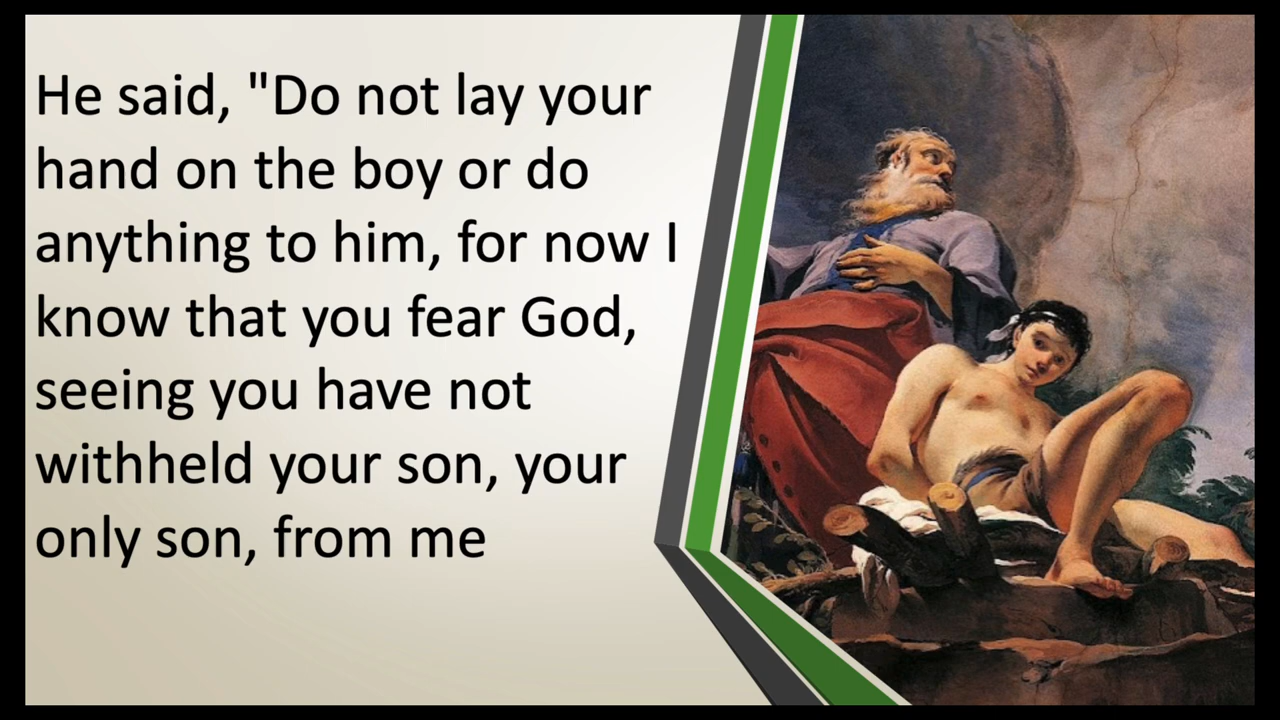 He said, "Do not lay your
hand on the boy or do
anything to him, for now I
know that you fear God,
seeing you have not
withheld your son, your
only son, from me